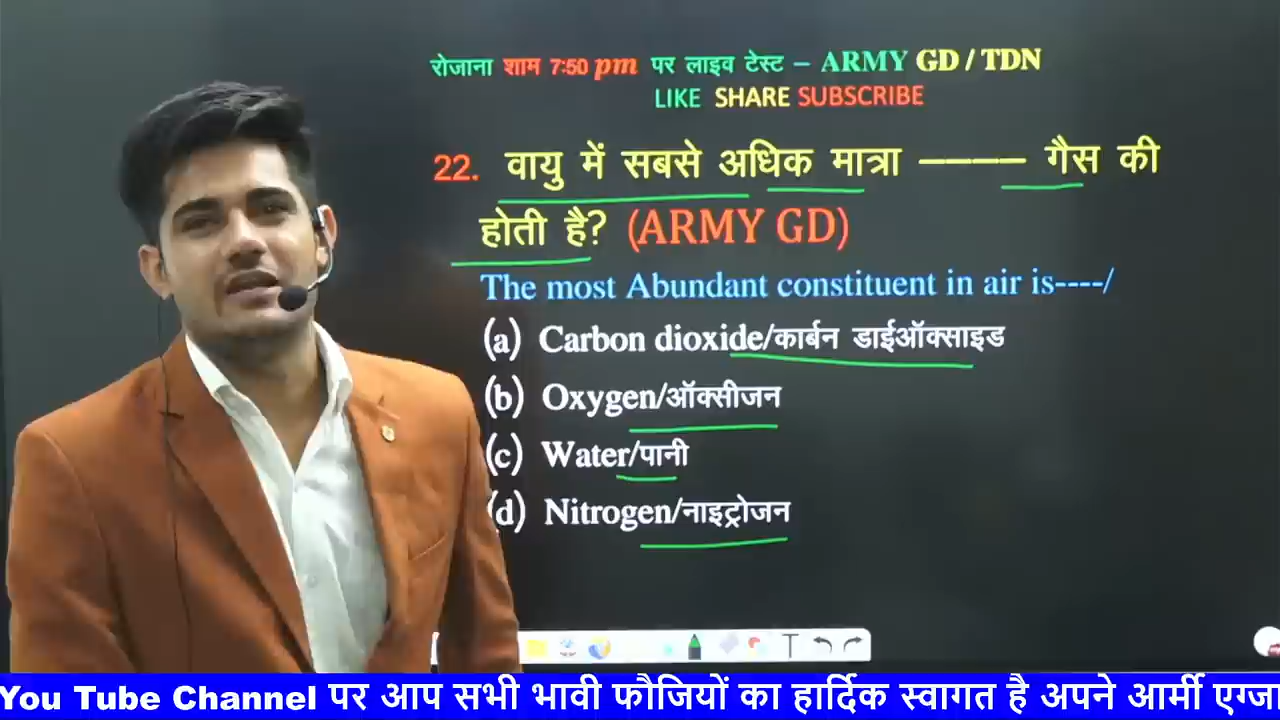 रोजाना शाम 7:50 pm पर लाइव टेस्ट – ARMY GD / TDN
LIKE SHARE SUBSCRIBE
22. वायु में सबसे अधिक मात्रा –––– गैस की
होती है? (ARMY GD)
The most Abundant constituent in air is----/
(a) Carbon dioxide/कार्बन डाईऑक्साइड
(b) Oxygen/ऑक्सीजन
(c) Water/पानी
(d) Nitrogen/नाइट्रोजन
You Tube Channel पर आप सभी भावी फौजियों का हार्दिक स्वागत है अपने आर्मी एग्जा